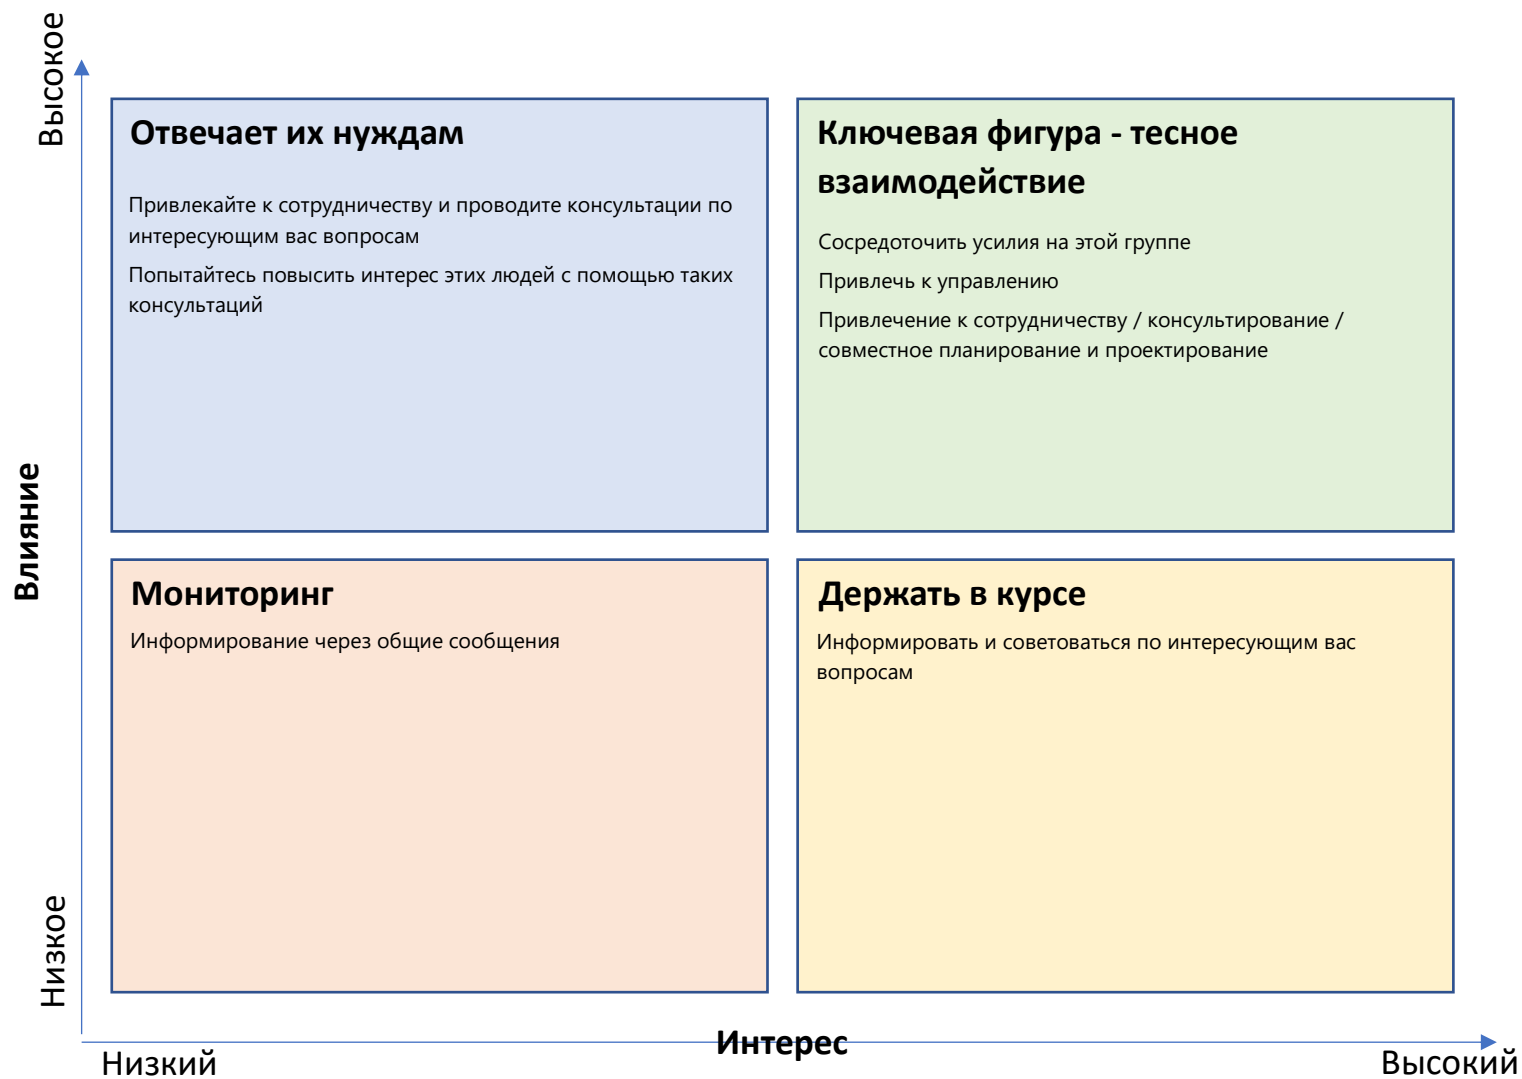 Высокое
Отвечает их нуждам
Привлекайте к сотрудничеству и проводите консультации по
интересующим вас вопросам
Попытайтесь повысить интерес этих людей с помощью таких
консультаций
Ключевая фигура - тесное
взаимодействие
Сосредоточить усилия на этой группе
Привлечь к управлению
Привлечение к сотрудничеству / консультирование /
совместное планирование и проектирование
Влияние
Мониторинг
Информирование через общие сообщения
Держать в курсе
Информировать и советоваться по интересующим вас
вопросам
Низкое
Низкий
Интерес
Высокий